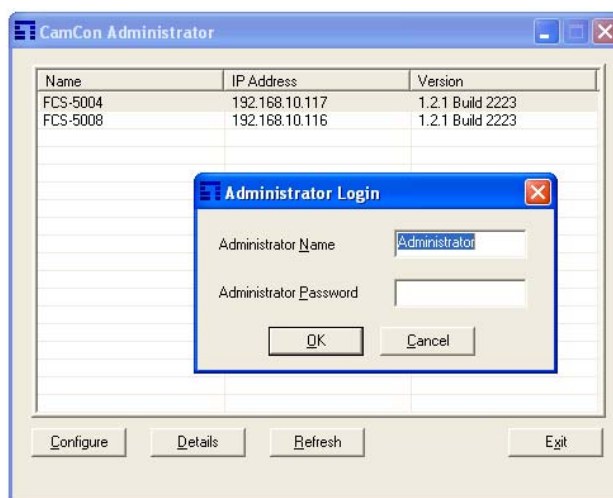 CamCon Administrator
Name IP Address Version
FCS-5004 192.168.10.117 1.2.1 Build 2223
FCS-5008 192.168.10.116 1.2.1 Build 2223
Administrator Login
Administrator Name Administrator
Administrator Password
OK Cancel
Configure Details Refresh Exit